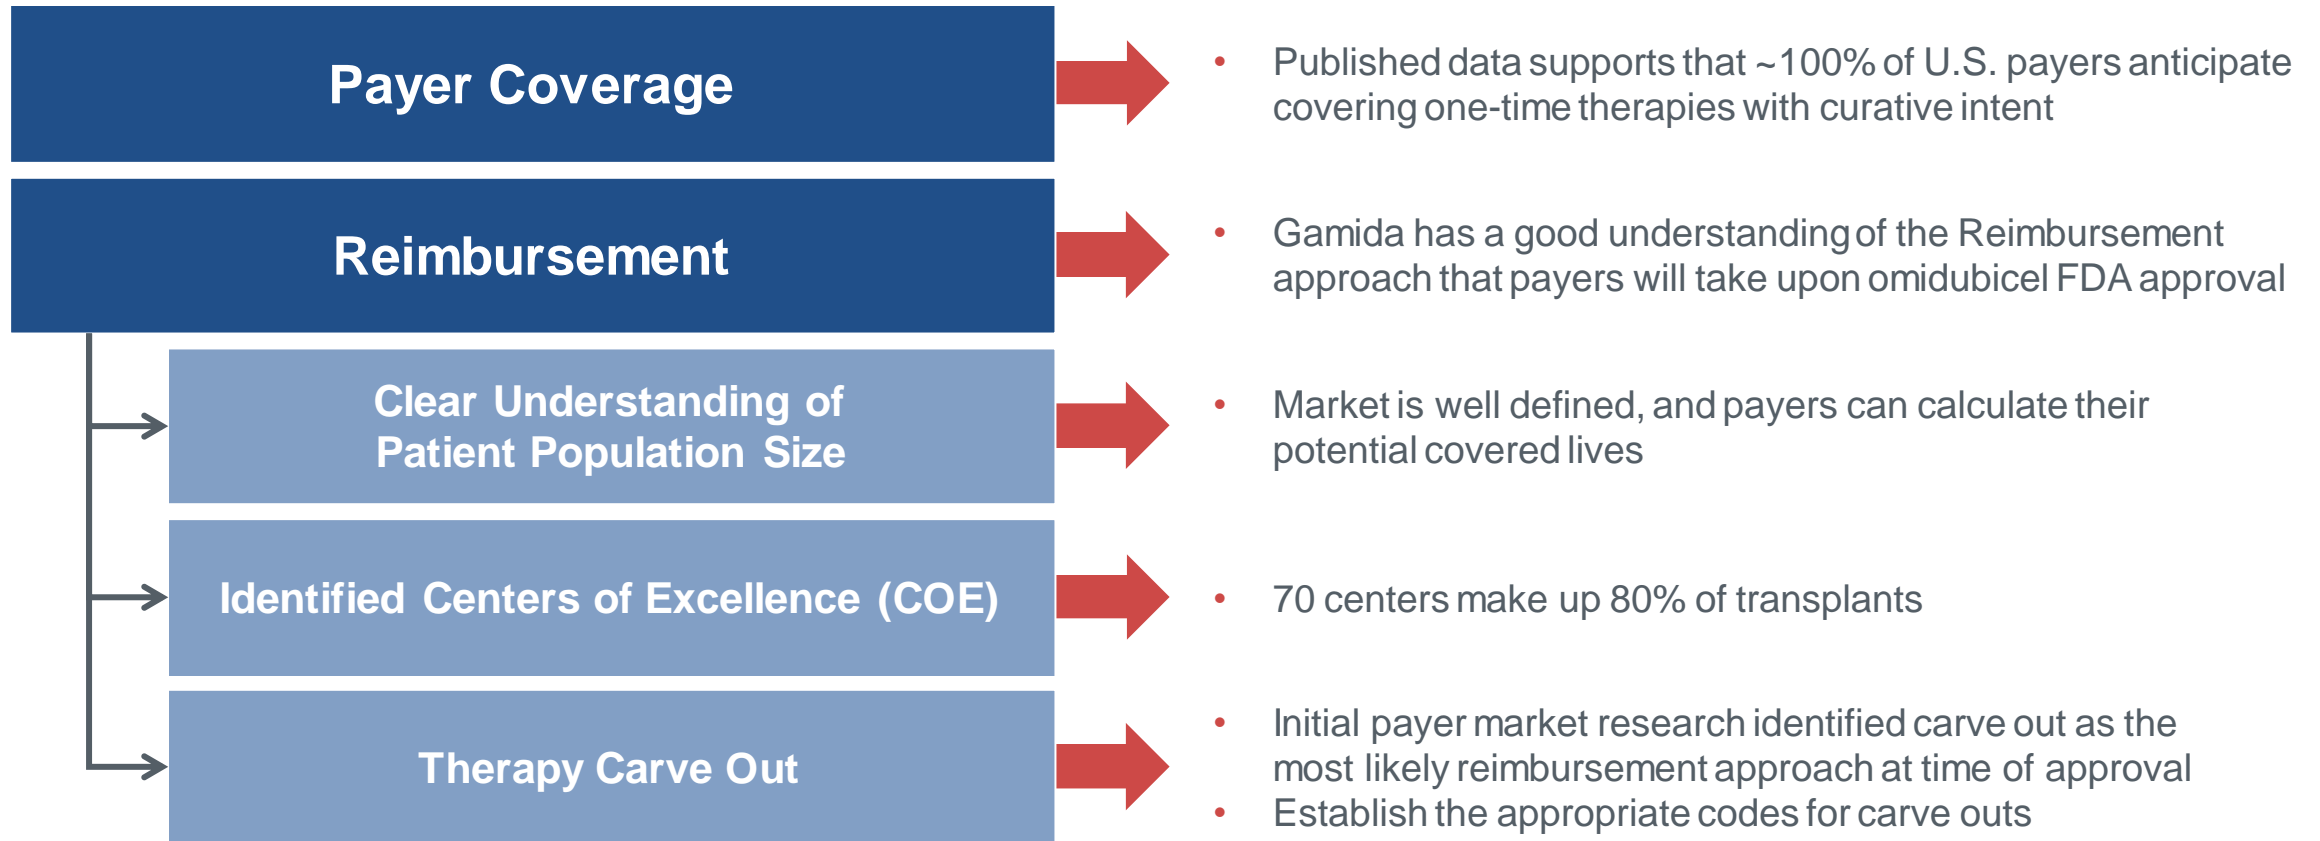 Payer Coverage
• Published data supports that ~100% of U.S. payers anticipate
covering one-time therapies with curative intent
Reimbursement
• Gamida has a good understanding of the Reimbursement
approach that payers will take upon omidubicel FDA approval
Clear Understanding of
Patient Population Size
• Market is well defined, and payers can calculate their
potential covered lives
Identified Centers of Excellence (COE)
• 70 centers make up 80% of transplants
Therapy Carve Out
• Initial payer market research identified carve out as the
most likely reimbursement approach at time of approval
• Establish the appropriate codes for carve outs